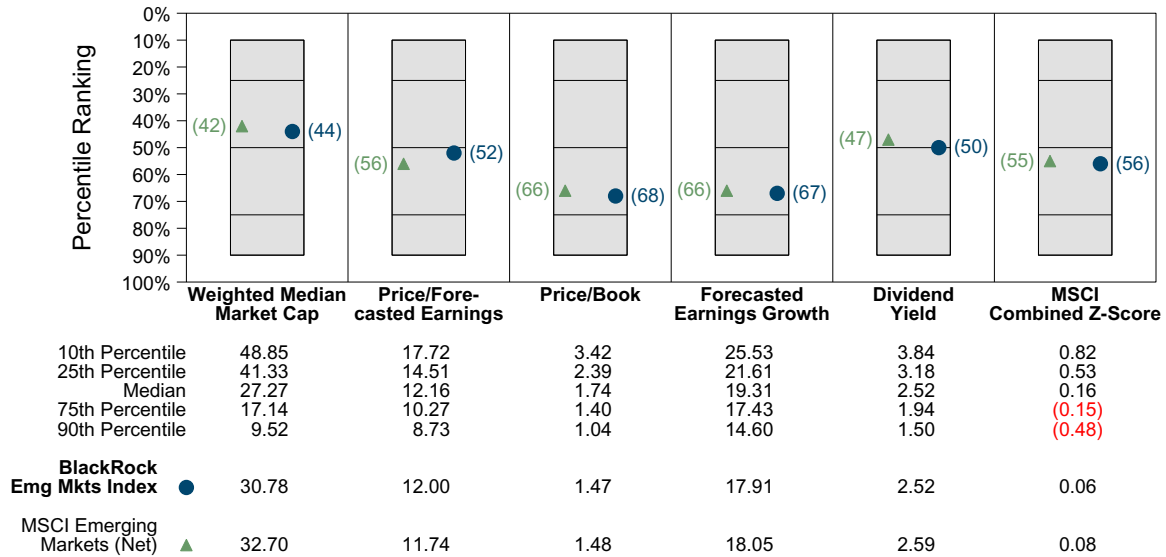 0%
10%
20%
30%
40%
50%
60%
70%
80%
90%
100%
Percentile Ranking
(42) (44)
(56) (52)
(66) (68)
(66) (67)
(47) (50)
(55) (56)
Weighted Median
Market Cap
Price/Fore-
casted Earnings
Price/Book
Forecasted
Earnings Growth
Dividend
Yield
MSCI
Combined Z-Score
10th Percentile 48.85 17.72 3.42 25.53 3.84 0.82
25th Percentile 41.33 14.51 2.39 21.61 3.18 0.53
Median 27.27 12.16 1.74 19.31 2.52 0.16
75th Percentile 17.14 10.27 1.40 17.43 1.94 (0.15)
90th Percentile 9.52 8.73 1.04 14.60 1.50 (0.48)
BlackRock
Emg Mkts Index 30.78 12.00 1.47 17.91 2.52 0.06
MSCI Emerging
Markets (Net) 32.70 11.74 1.48 18.05 2.59 0.08